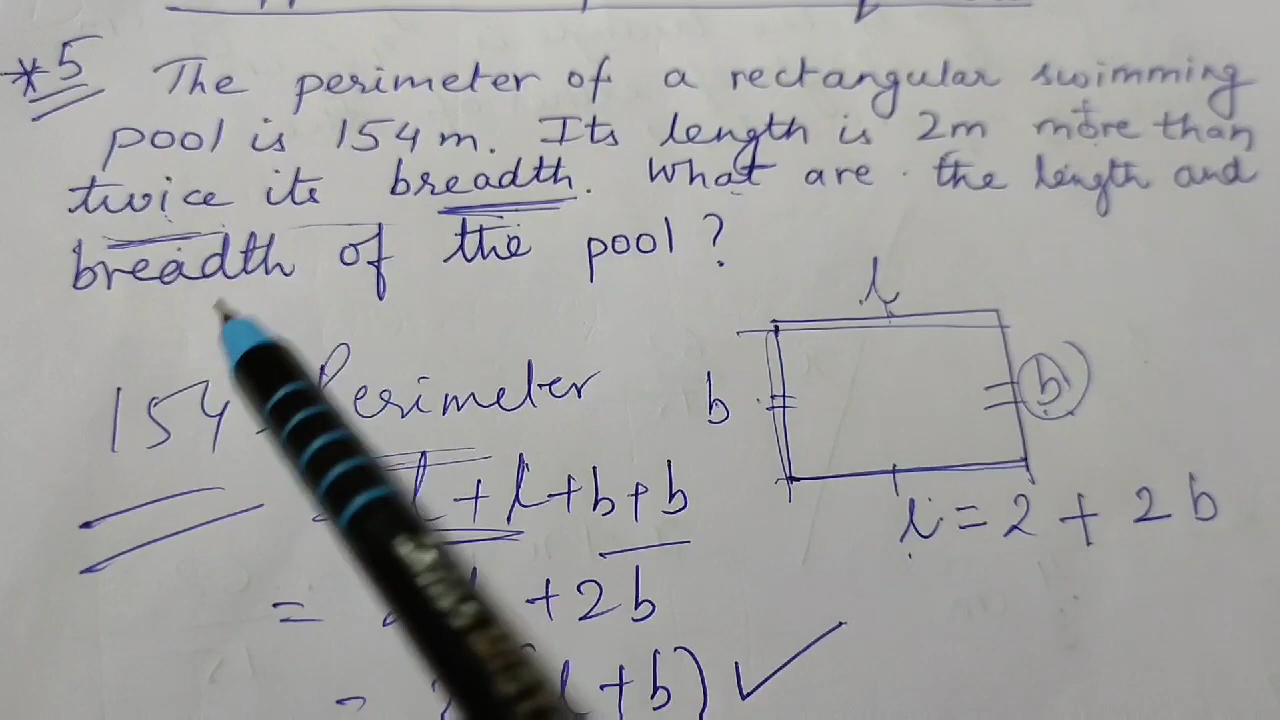 *5 The perimeter of a rectangular swimming
pool is 154 m. Its length is 2m more than
twice its breadth. What are the length and
breadth of the pool?
l
154 Perimeter
b
b
l + l + b + b
l = 2 + 2b
= + 2b
l + b) ✓